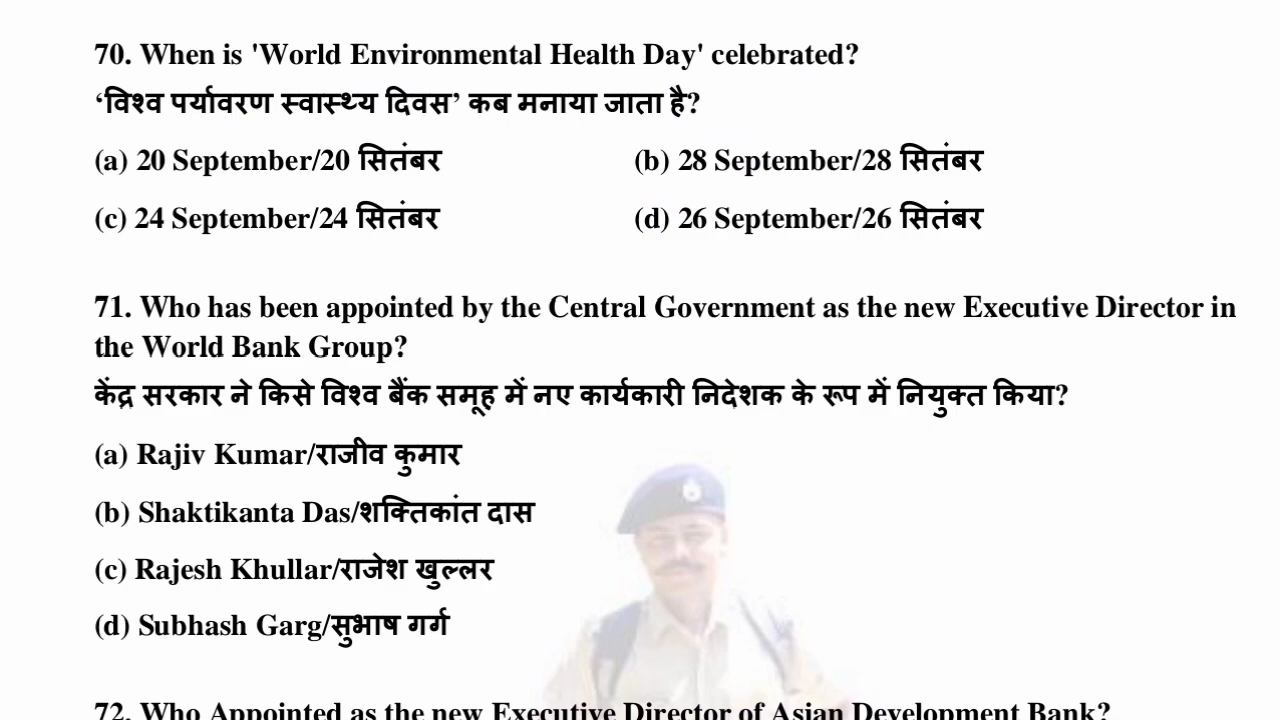 70. When is 'World Environmental Health Day' celebrated?
‘विश्व पर्यावरण स्वास्थ्य दिवस’ कब मनाया जाता है?
(a) 20 September/20 सितंबर (b) 28 September/28 सितंबर
(c) 24 September/24 सितंबर (d) 26 September/26 सितंबर
71. Who has been appointed by the Central Government as the new Executive Director in
the World Bank Group?
केंद्र सरकार ने किसे विश्व बैंक समूह में नए कार्यकारी निदेशक के रूप में नियुक्त किया?
(a) Rajiv Kumar/राजीव कुमार
(b) Shaktikanta Das/शक्तिकांत दास
(c) Rajesh Khullar/राजेश खुल्लर
(d) Subhash Garg/सुभाष गर्ग
72. Who Appointed as the new Executive Director of Asian Development Bank?